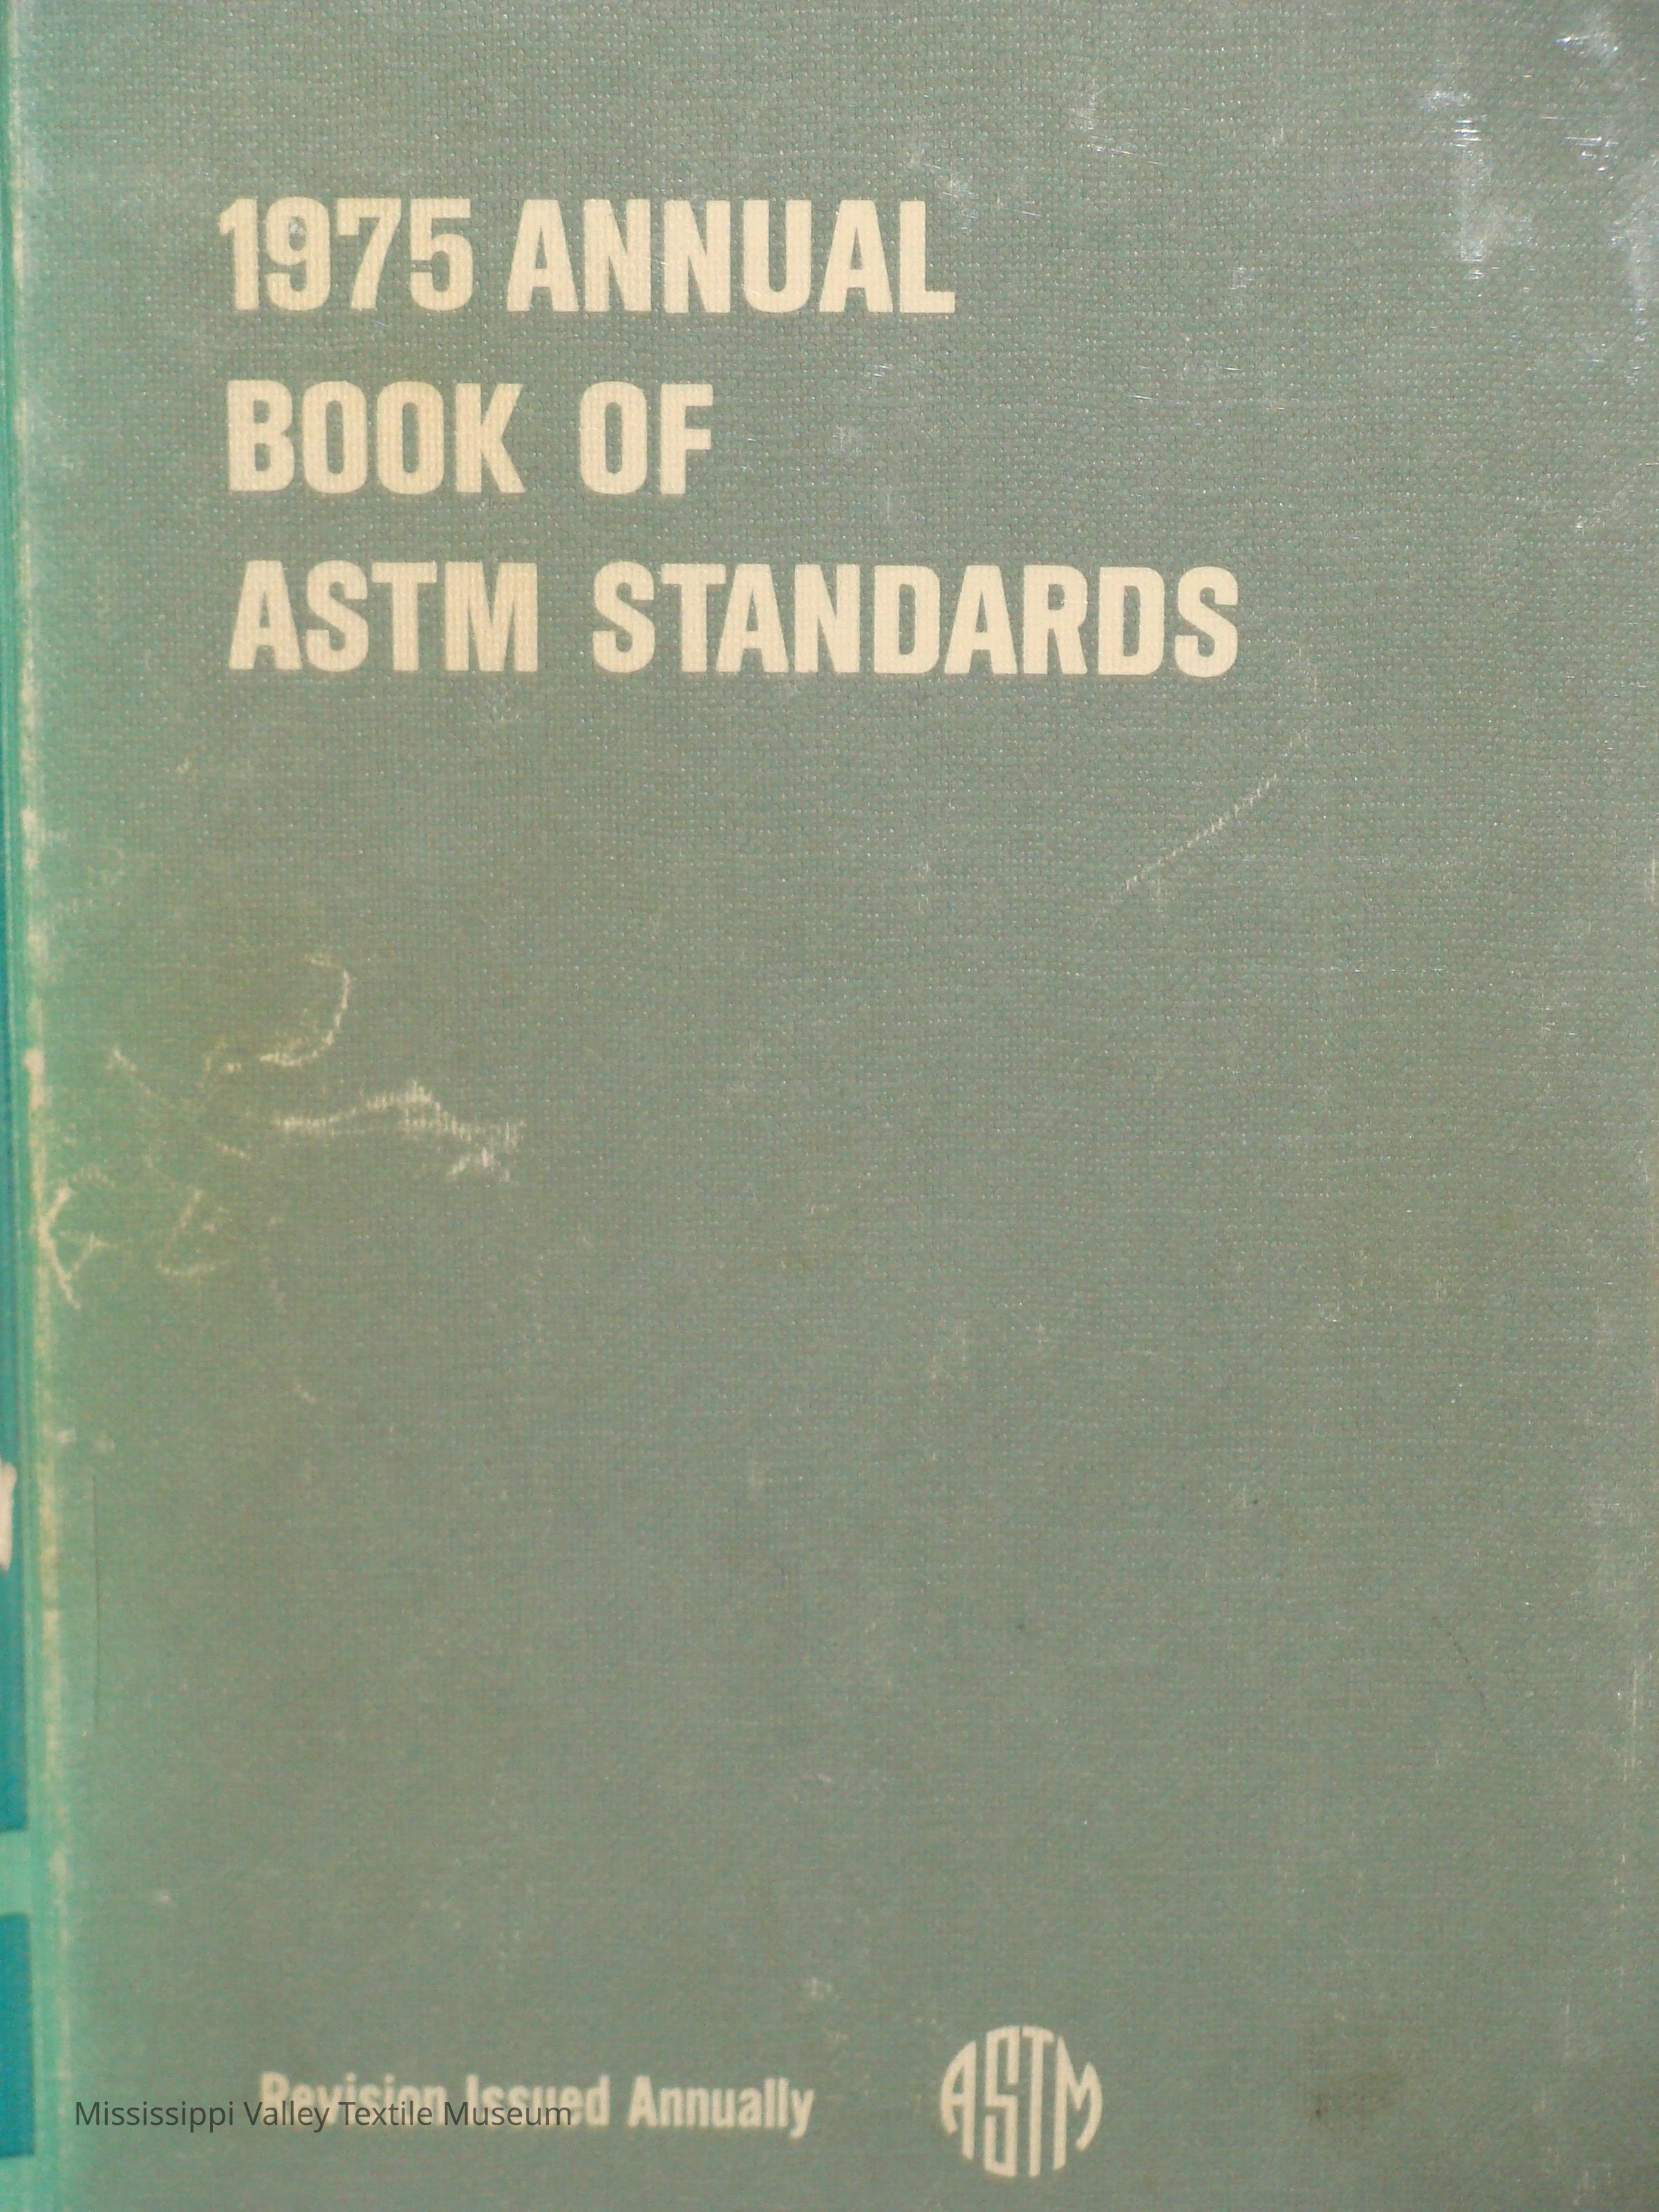 1975 ANNUAL
BOOK OF
ASTM STANDARDS
Revision Issued Annually
ASTM
Mississippi Valley Textile Museum